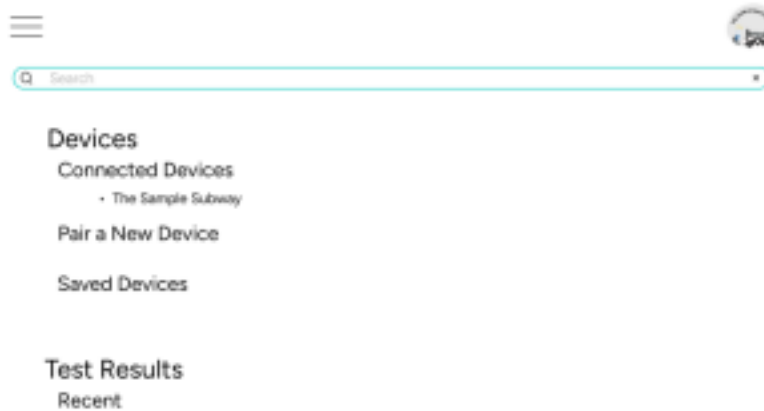 Search
Devices
Connected Devices
• The Sample Subway
Pair a New Device
Saved Devices
Test Results
Recent